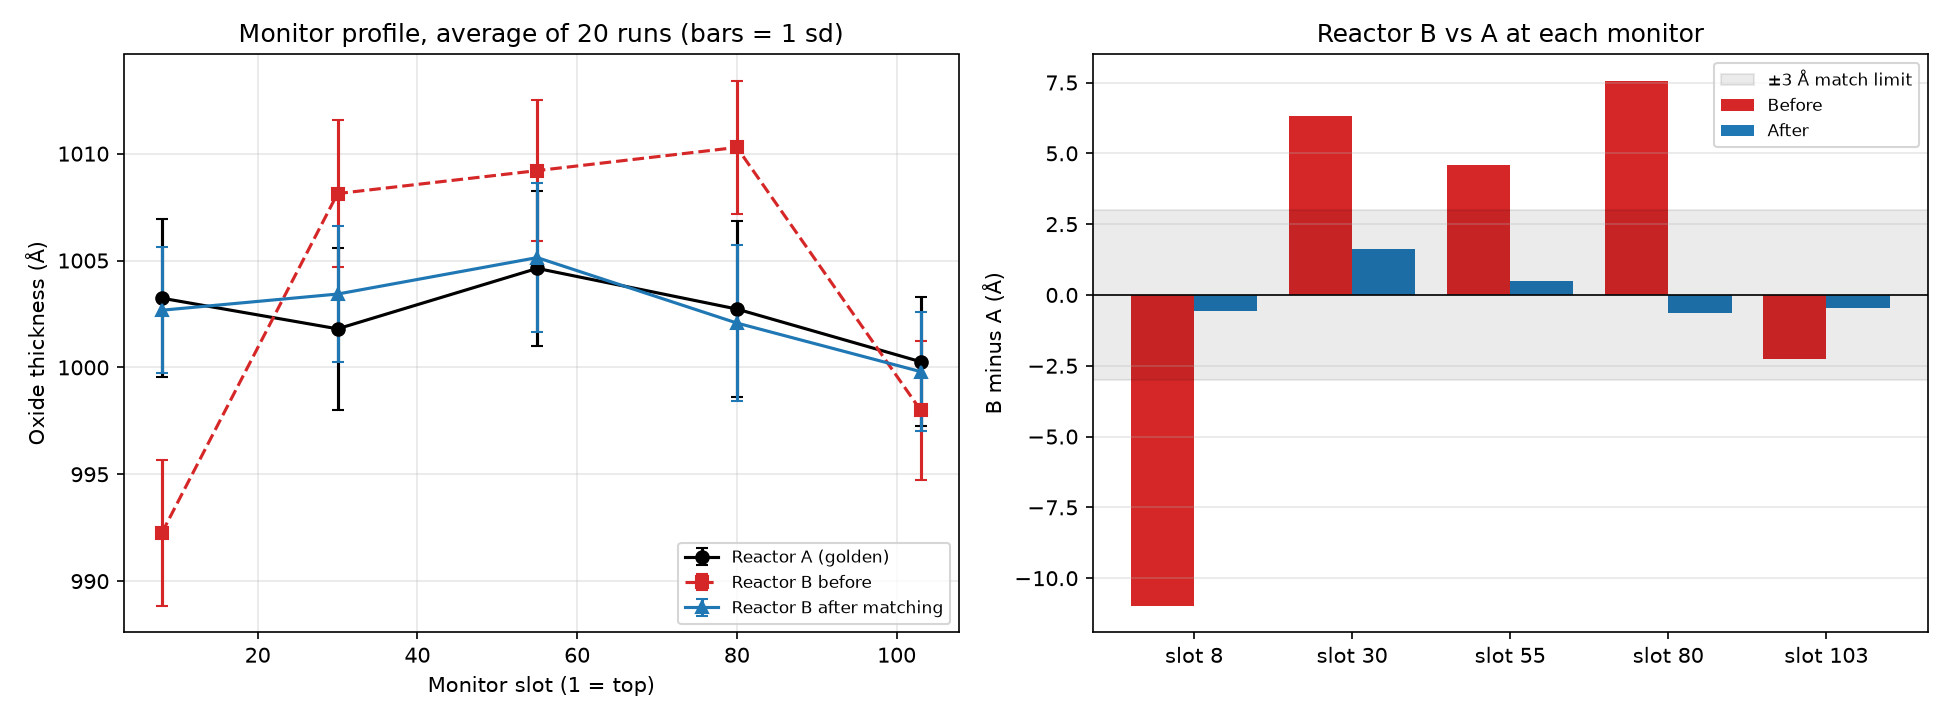 Monitor profile, average of 20 runs (bars = 1 sd)
Oxide thickness (Å)
1010
1005
1000
995
990
20
40
60
80
100
Monitor slot (1 = top)
Reactor A (golden)
Reactor B before
Reactor B after matching
Reactor B vs A at each monitor
B minus A (Å)
7.5
5.0
2.5
0.0
−2.5
−5.0
−7.5
−10.0
slot 8
slot 30
slot 55
slot 80
slot 103
±3 Å match limit
Before
After